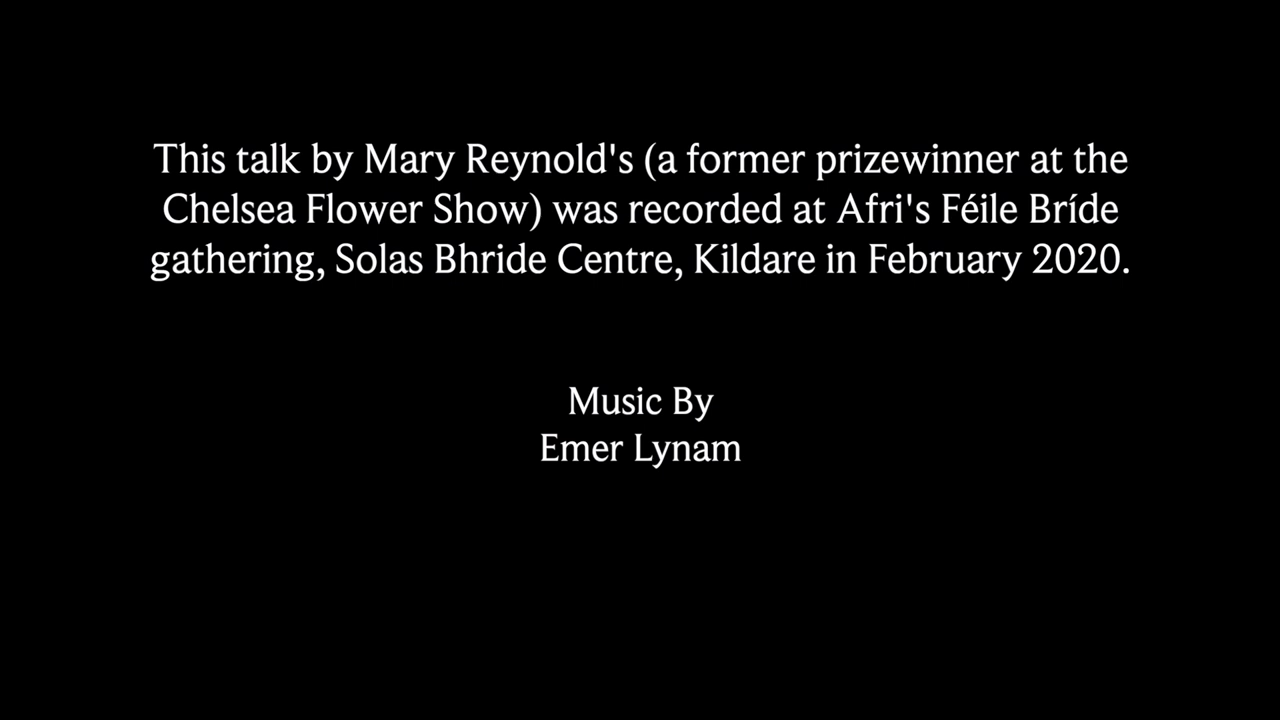 This talk by Mary Reynold's (a former prizewinner at the
Chelsea Flower Show) was recorded at Afri's Féile Bríde
gathering, Solas Bhride Centre, Kildare in February 2020.
Music By
Emer Lynam